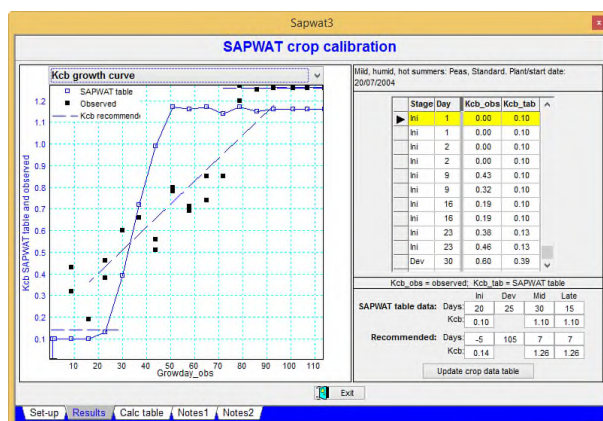 Sapwat3
x
SAPWAT crop calibration
Kcb growth curve
SAPWAT table
Observed
Kcb recommend
Kcb SAPWAT table and observed
1.2
1.1
1.0
0.9
0.8
0.7
0.6
0.5
0.4
0.3
0.2
0.1
0 10 20 30 40 50 60 70 80 90 100 110
Growday_obs
Mild, humid, hot summers: Peas, Standard. Plant/start date:
20/07/2004
Stage Day Kcb_obs Kcb_tab
Ini 1 0.00 0.10
Ini 1 0.00 0.10
Ini 2 0.00 0.10
Ini 2 0.00 0.10
Ini 9 0.43 0.10
Ini 9 0.32 0.10
Ini 16 0.19 0.10
Ini 16 0.19 0.10
Ini 23 0.38 0.13
Ini 23 0.46 0.13
Dev 30 0.60 0.39
Kcb_obs = observed; Kcb_tab = SAPWAT table
Ini Dev Mid Late
SAPWAT table data: Days: 20 25 30 15
Kcb: 0.10 1.10 1.10
Recommended: Days: -5 105 7 7
Kcb: 0.14 1.26 1.26
Update crop data table
Exit
Set-up Results Calc table Notes1 Notes2